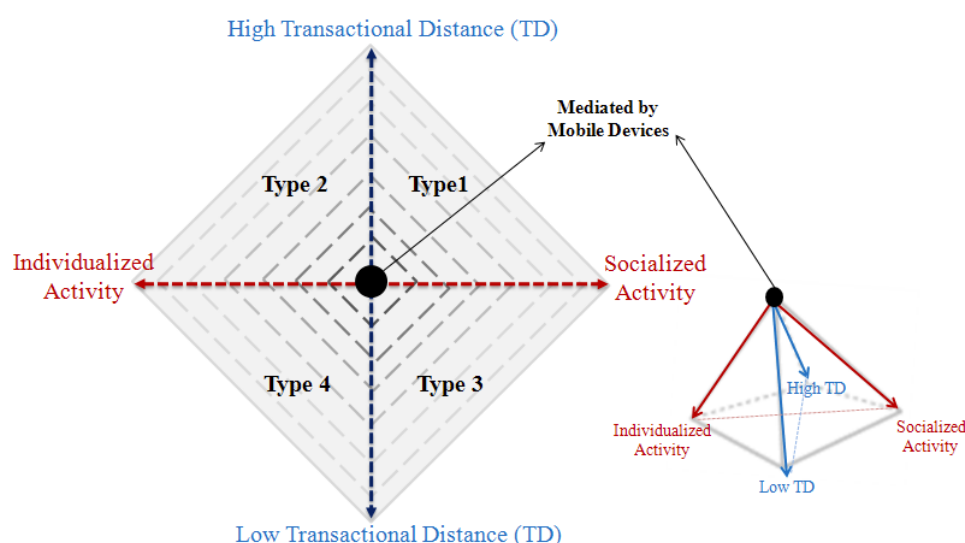 High Transactional Distance (TD)
Mediated by
Mobile Devices
Type 2
Type1
Individualized
Activity
Socialized
Activity
Type 4
Type 3
High TD
Individualized
Activity
Socialized
Activity
Low TD
Low Transactional Distance (TD)